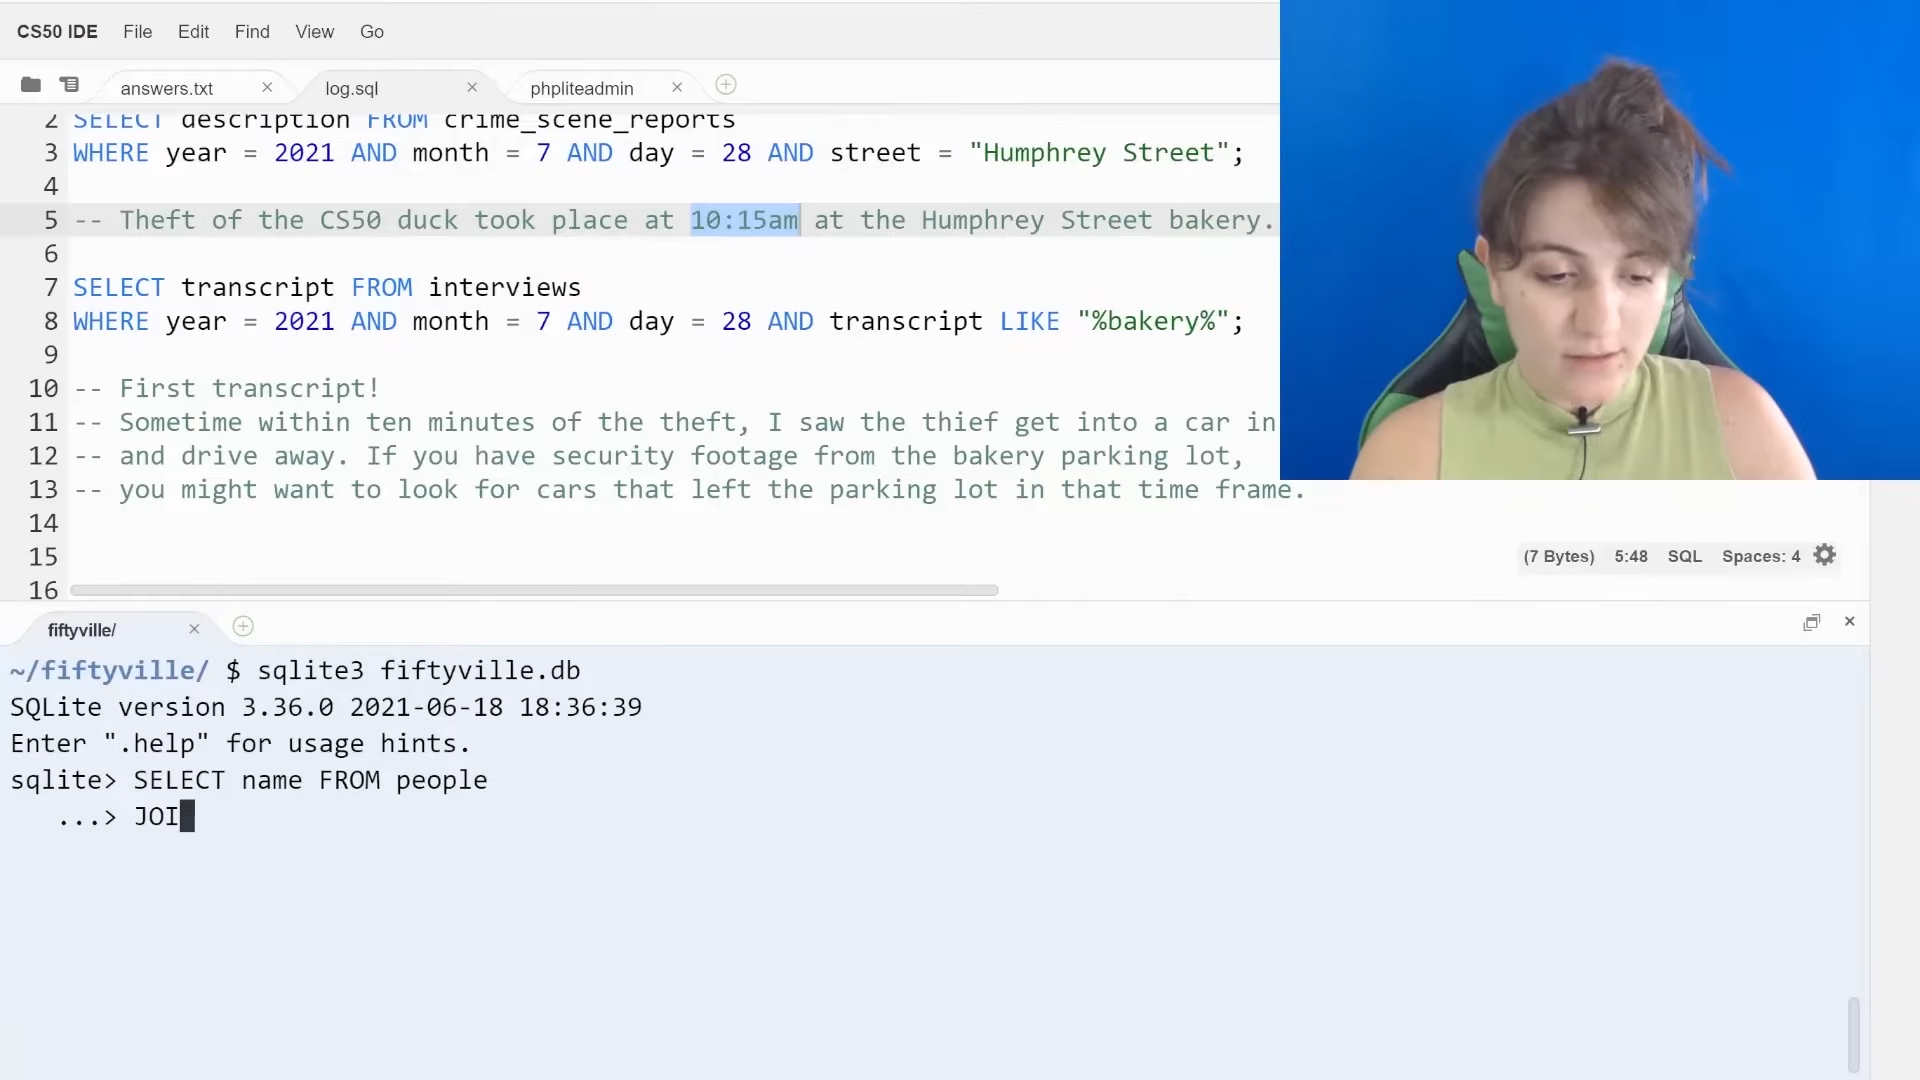 CS50 IDE File Edit Find View Go
answers.txt × log.sql × phpliteadmin ×
2 SELECT description FROM crime_scene_reports
3 WHERE year = 2021 AND month = 7 AND day = 28 AND street = "Humphrey Street";
4
5 -- Theft of the CS50 duck took place at 10:15am at the Humphrey Street bakery.
6
7 SELECT transcript FROM interviews
8 WHERE year = 2021 AND month = 7 AND day = 28 AND transcript LIKE "%bakery%";
9
10 -- First transcript!
11 -- Sometime within ten minutes of the theft, I saw the thief get into a car in
12 -- and drive away. If you have security footage from the bakery parking lot,
13 -- you might want to look for cars that left the parking lot in that time frame.
14
15
(7 Bytes) 5:48 SQL Spaces: 4
16
fiftyville/ ×
~/fiftyville/ $ sqlite3 fiftyville.db
SQLite version 3.36.0 2021-06-18 18:36:39
Enter ".help" for usage hints.
sqlite> SELECT name FROM people
...> JOI